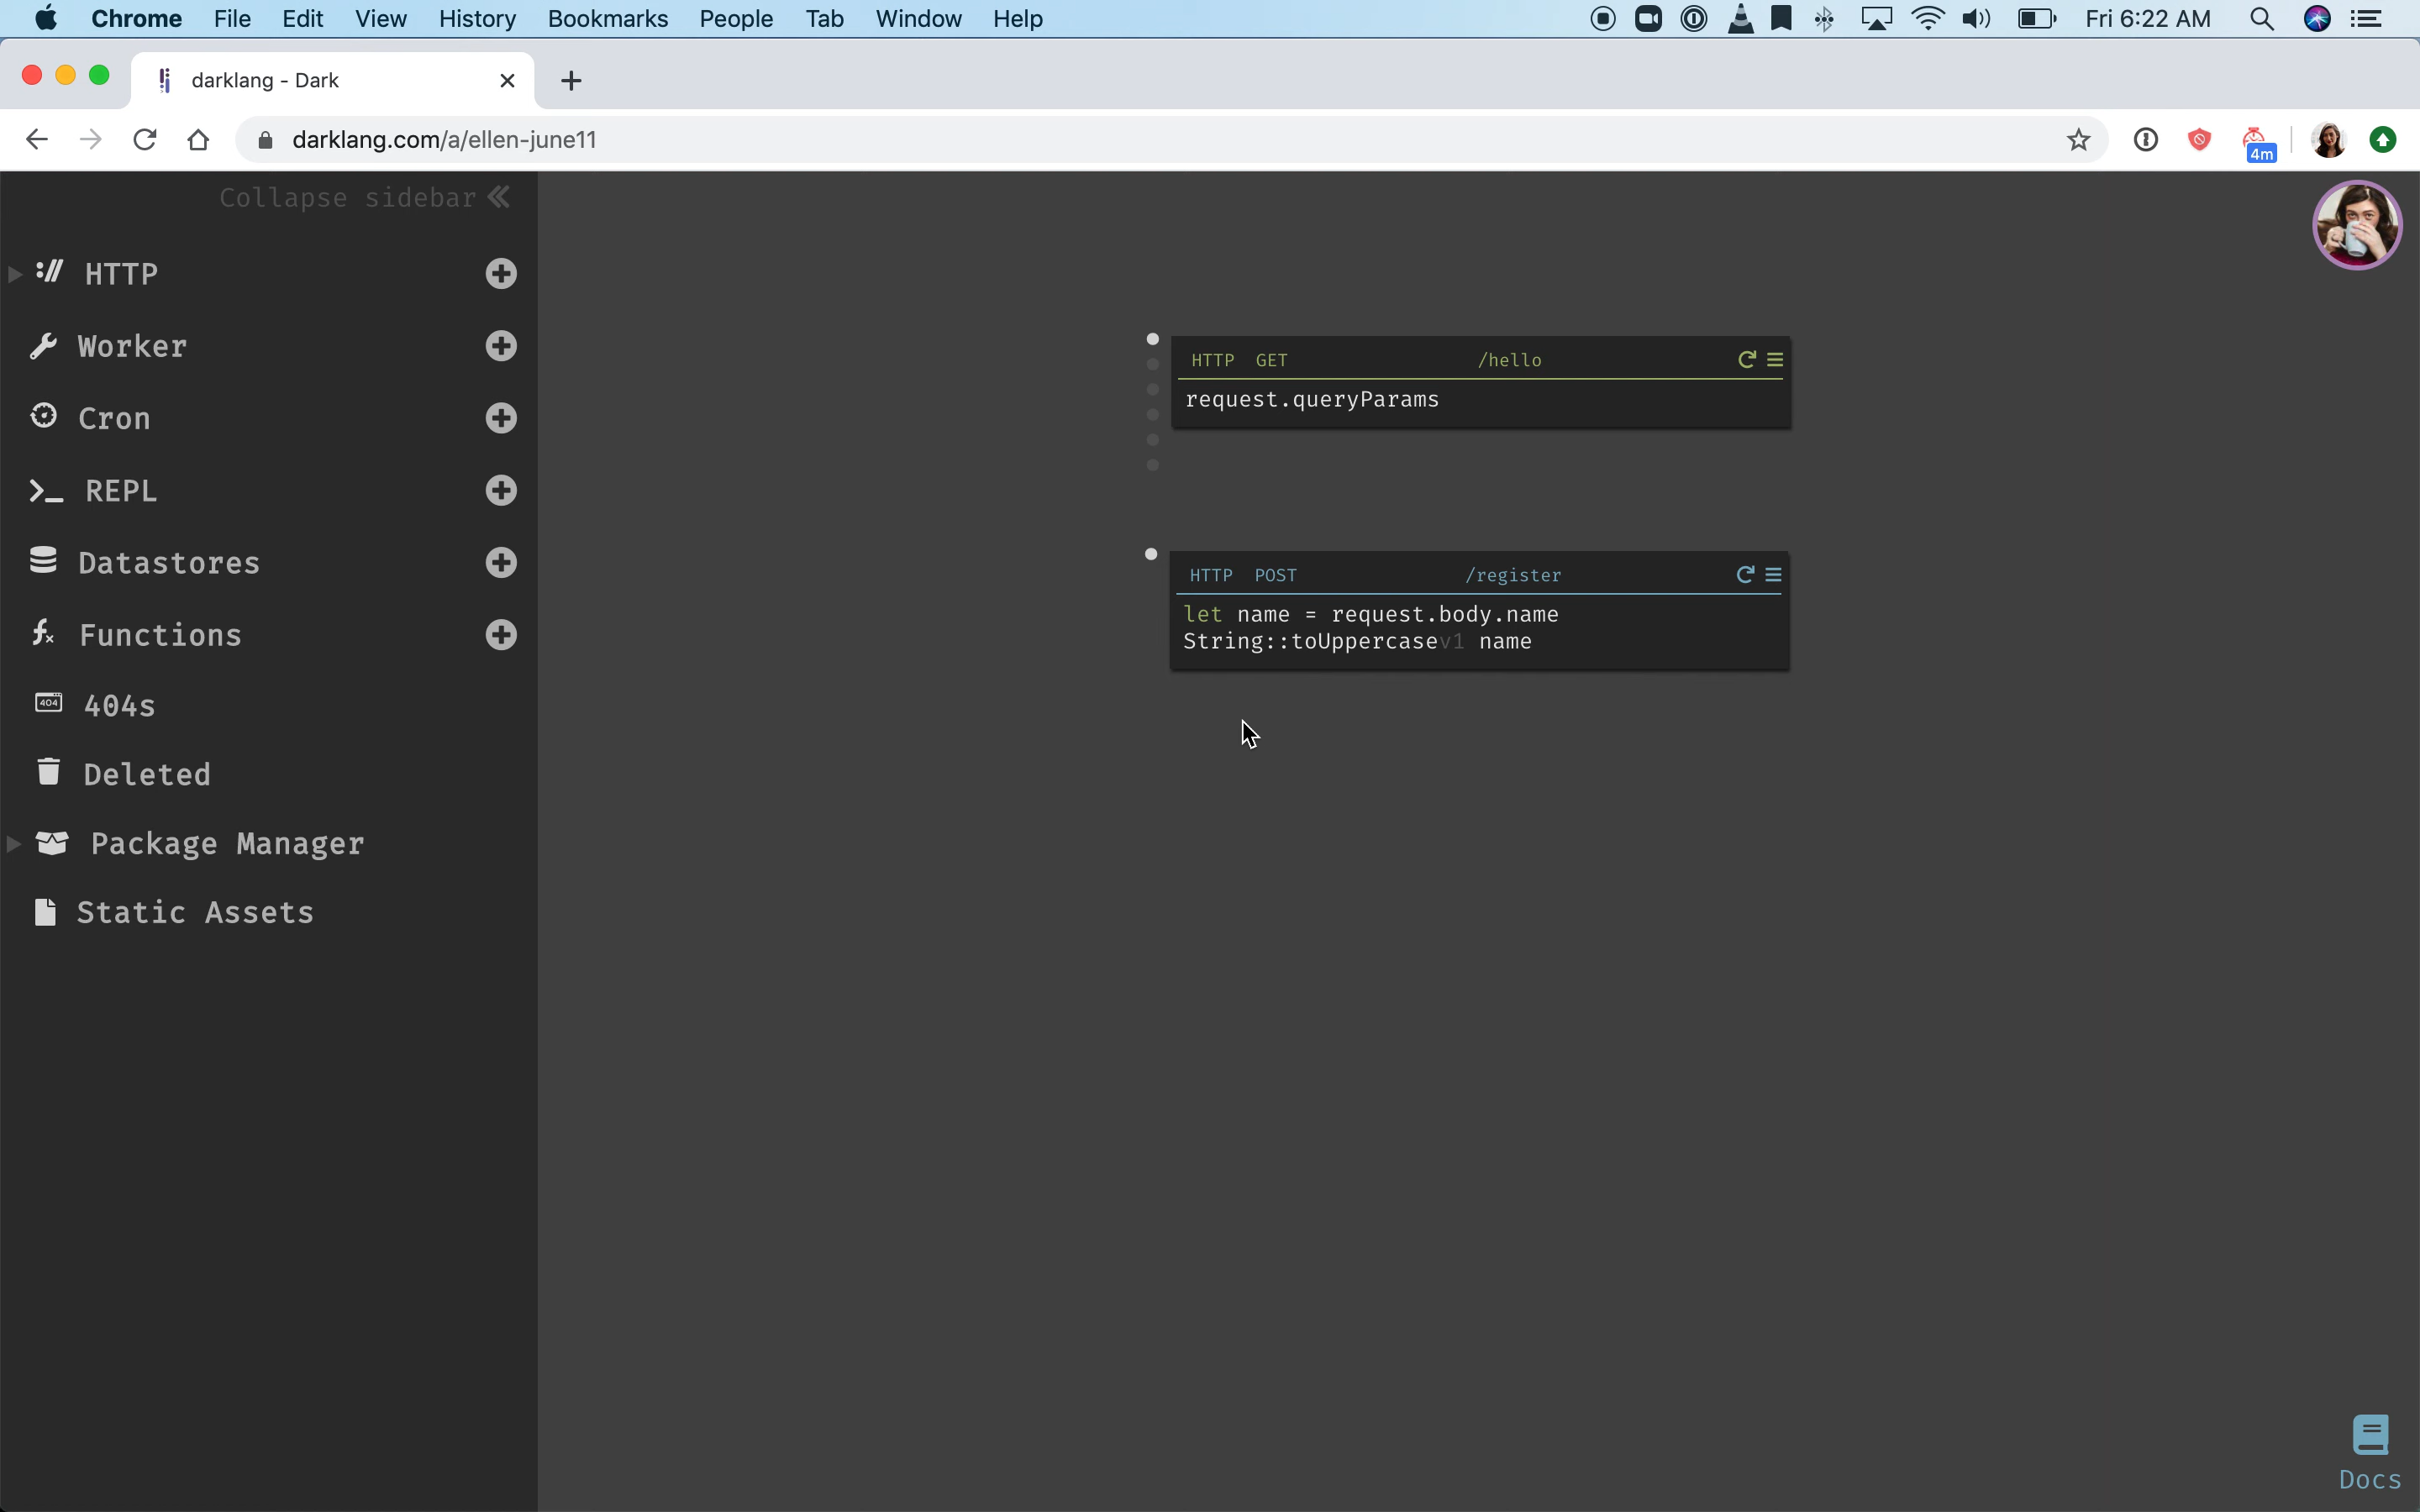 Chrome File Edit View History Bookmarks People Tab Window Help Fri 6:22 AM
darklang - Dark
darklang.com/a/ellen-june11
4m
Collapse sidebar
HTTP
Worker
Cron
REPL
Datastores
Functions
404 404s
Deleted
Package Manager
Static Assets
HTTP GET /hello
request.queryParams
HTTP POST /register
let name = request.body.name
String::toUppercasev1 name
Docs